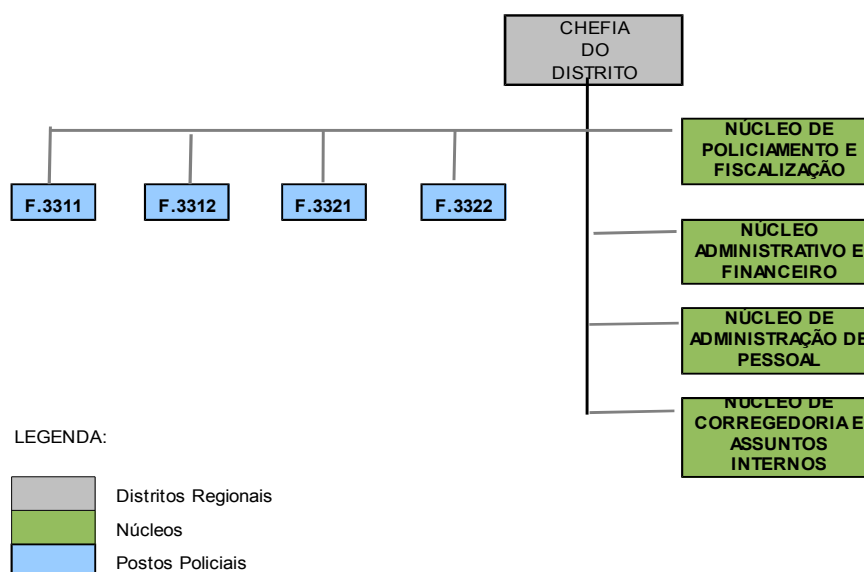 CHEFIA
DO
DISTRITO
NÚCLEO DE
POLICIAMENTO E
FISCALIZAÇÃO
F.3311
F.3312
F.3321
F.3322
NÚCLEO
ADMINISTRATIVO E
FINANCEIRO
NÚCLEO DE
ADMINISTRAÇÃO DE
PESSOAL
NÚCLEO DE
CORREGEDORIA E
ASSUNTOS
INTERNOS
LEGENDA:
Distritos Regionais
Núcleos
Postos Policiais